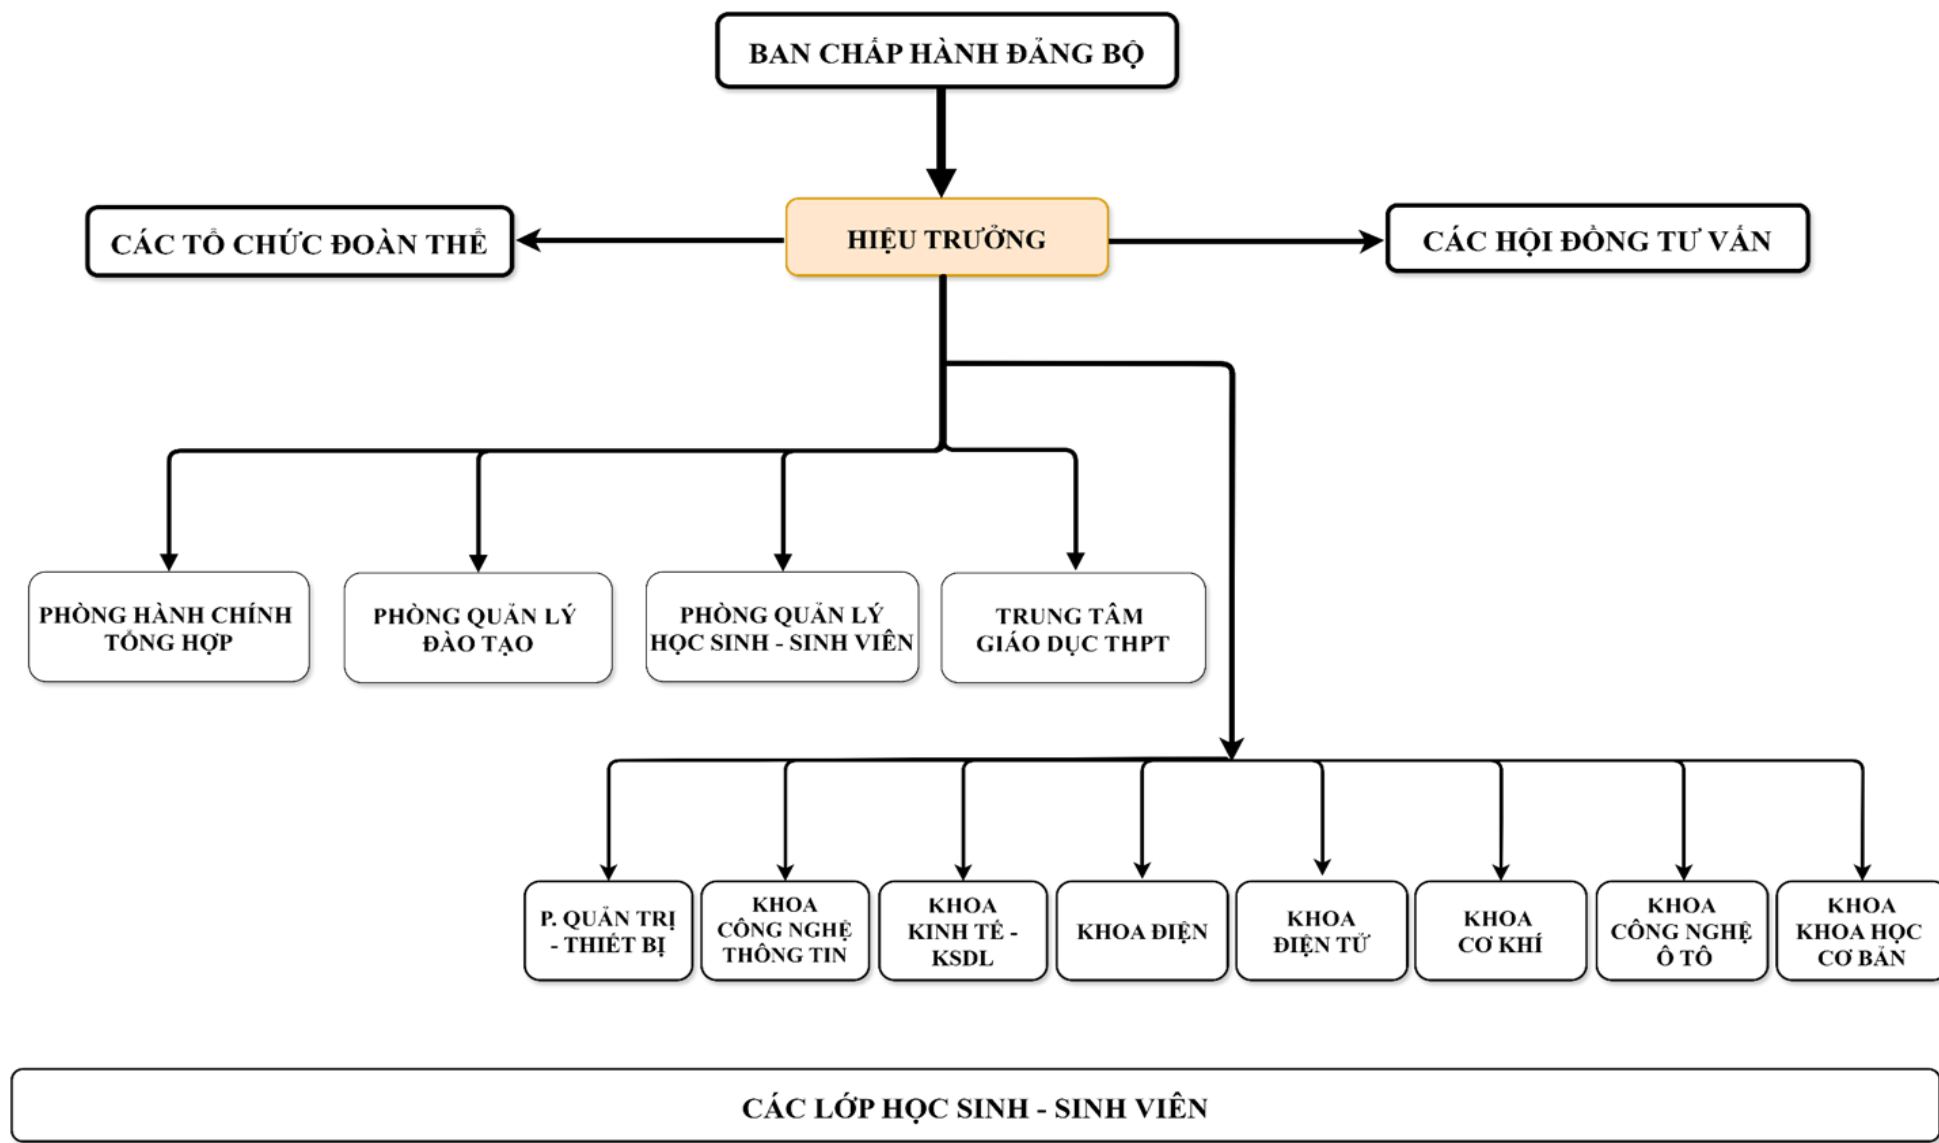 BAN CHẤP HÀNH ĐẢNG BỘ
CÁC TỔ CHỨC ĐOÀN THỂ
HIỆU TRƯỞNG
CÁC HỘI ĐỒNG TƯ VẤN
PHÒNG HÀNH CHÍNH
TỔNG HỢP
PHÒNG QUẢN LÝ
ĐÀO TẠO
PHÒNG QUẢN LÝ
HỌC SINH - SINH VIÊN
TRUNG TÂM
GIÁO DỤC THPT
P. QUẢN TRỊ
- THIẾT BỊ
KHOA
CÔNG NGHỆ
THÔNG TIN
KHOA
KINH TẾ -
KSDL
KHOA ĐIỆN
KHOA
ĐIỆN TỬ
KHOA
CƠ KHÍ
KHOA
CÔNG NGHỆ
Ô TÔ
KHOA
KHOA HỌC
CƠ BẢN
CÁC LỚP HỌC SINH - SINH VIÊN